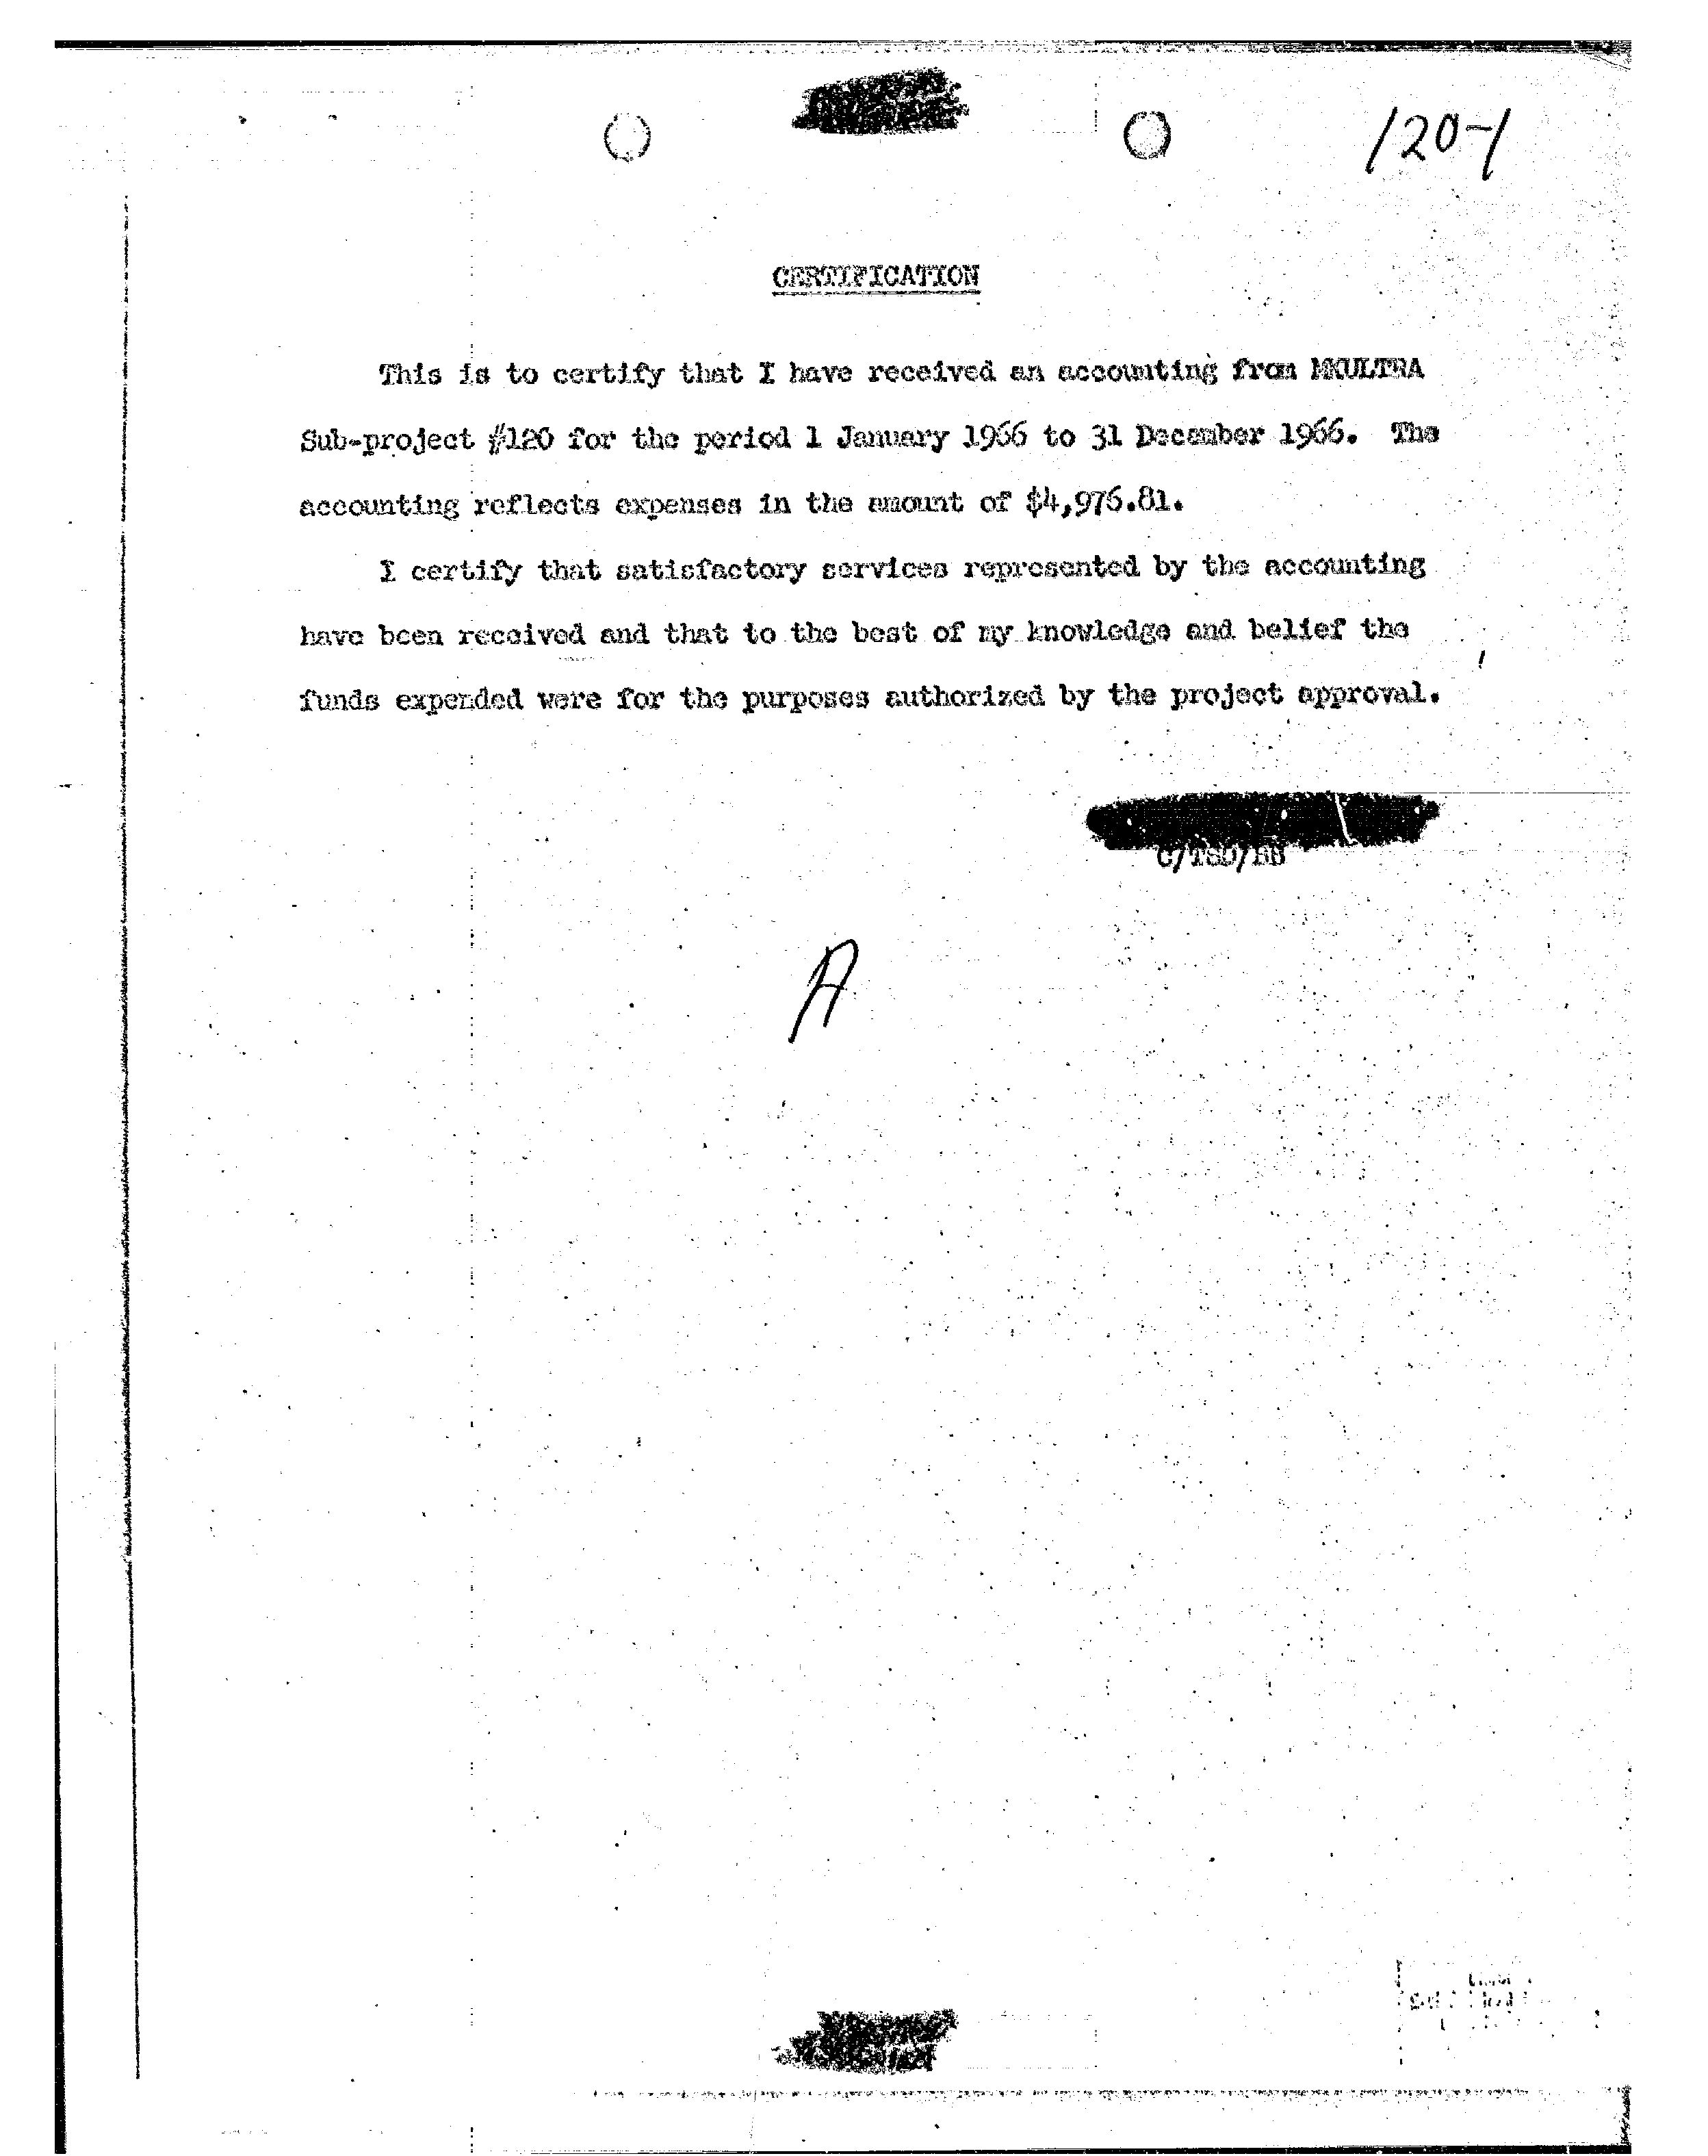 120-1
CERTIFICATION
This is to certify that I have received an accounting from MKULTRA
Sub-project #120 for the period 1 January 1966 to 31 December 1966. The
accounting reflects expenses in the amount of $4,976.81.
I certify that satisfactory services represented by the accounting
have been received and that to the best of my knowledge and belief the
funds expended were for the purposes authorized by the project approval.
C/TSD/BB
A